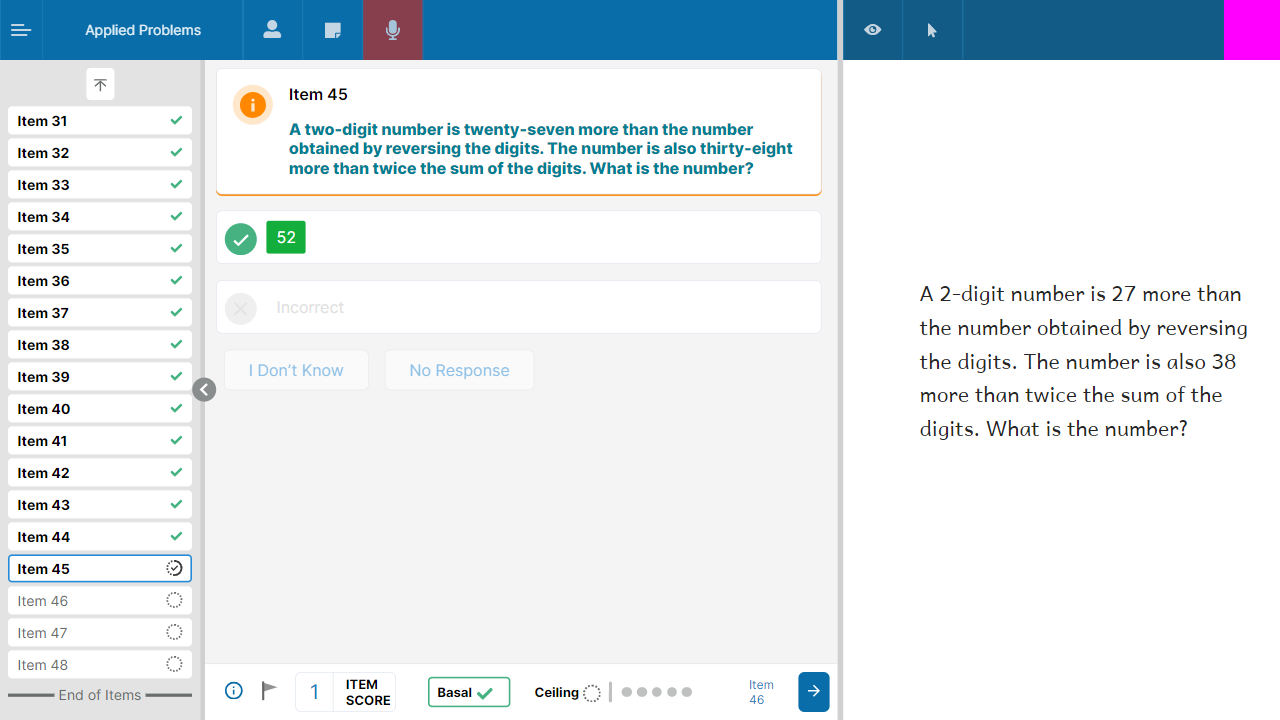 Applied Problems
Item 31
Item 32
Item 33
Item 34
Item 35
Item 36
Item 37
Item 38
Item 39
Item 40
Item 41
Item 42
Item 43
Item 44
Item 45
Item 46
Item 47
Item 48
End of Items
Item 45
A two-digit number is twenty-seven more than the number
obtained by reversing the digits. The number is also thirty-eight
more than twice the sum of the digits. What is the number?
52
Incorrect
I Don't Know
No Response
1
ITEM
SCORE
Basal
Ceiling
Item
46
A 2-digit number is 27 more than
the number obtained by reversing
the digits. The number is also 38
more than twice the sum of the
digits. What is the number?